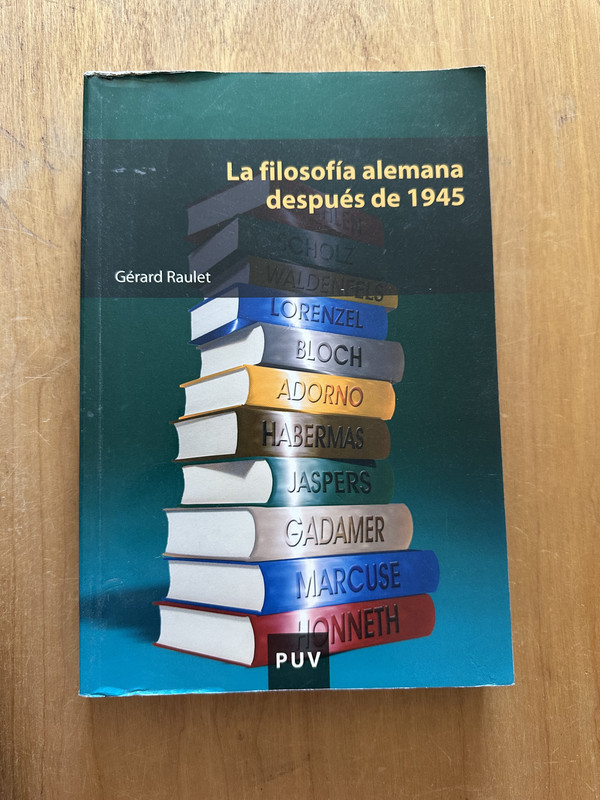 La filosofía alemana
después de 1945
Gérard Raulet
SCHOLZ
WALDENFELS
LORENZEL
BLOCH
ADORNO
HABERMAS
JASPERS
GADAMER
MARCUSE
HONNETH
PUV